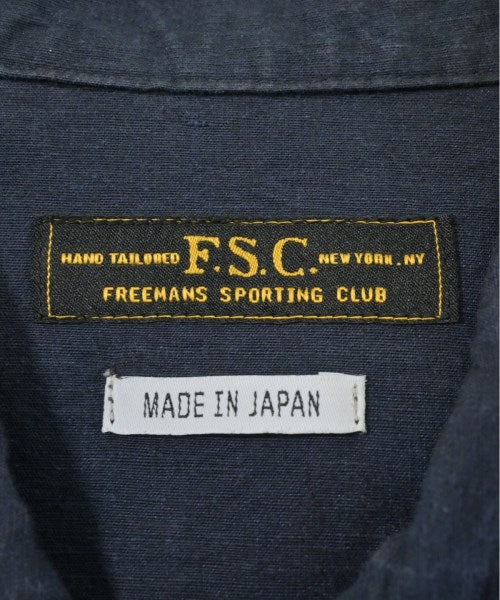 HAND TAILORED F.S.C. NEW YORK.NY
FREEMANS SPORTING CLUB
MADE IN JAPAN